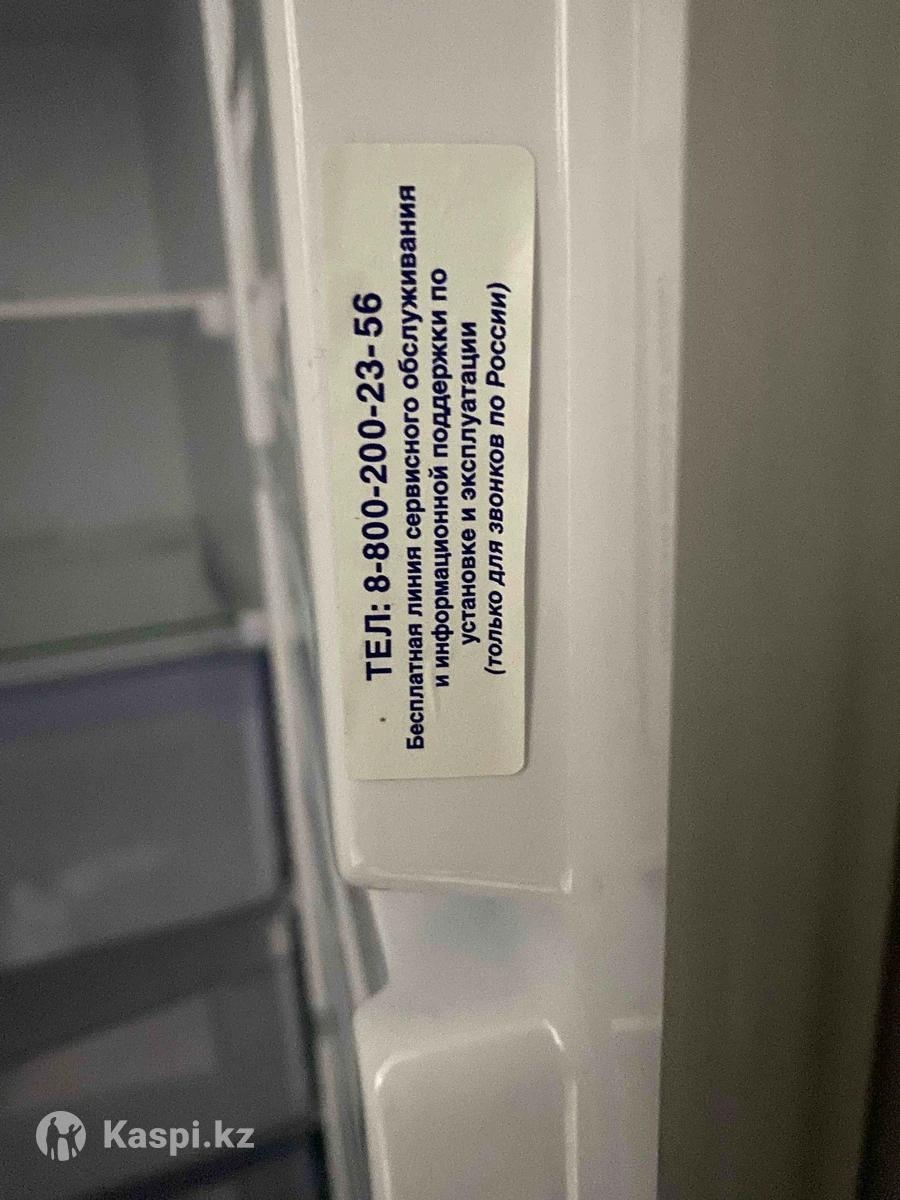 ТЕЛ: 8-800-200-23-56
Бесплатная линия сервисного обслуживания
и информационной поддержки по
установке и эксплуатации
(только для звонков по России)
Kaspi.kz